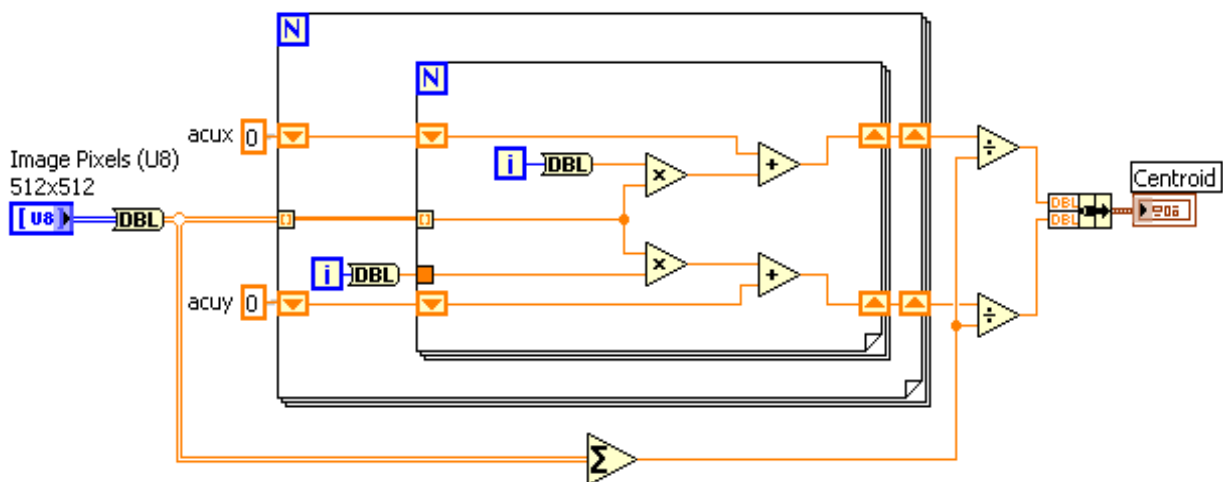 N
N
acux 0
i DBL
×
+
÷
Image Pixels (U8)
512x512
[U8] DBL
Centroid
DBL
DBL
i DBL
×
+
acuy 0
÷
Σ